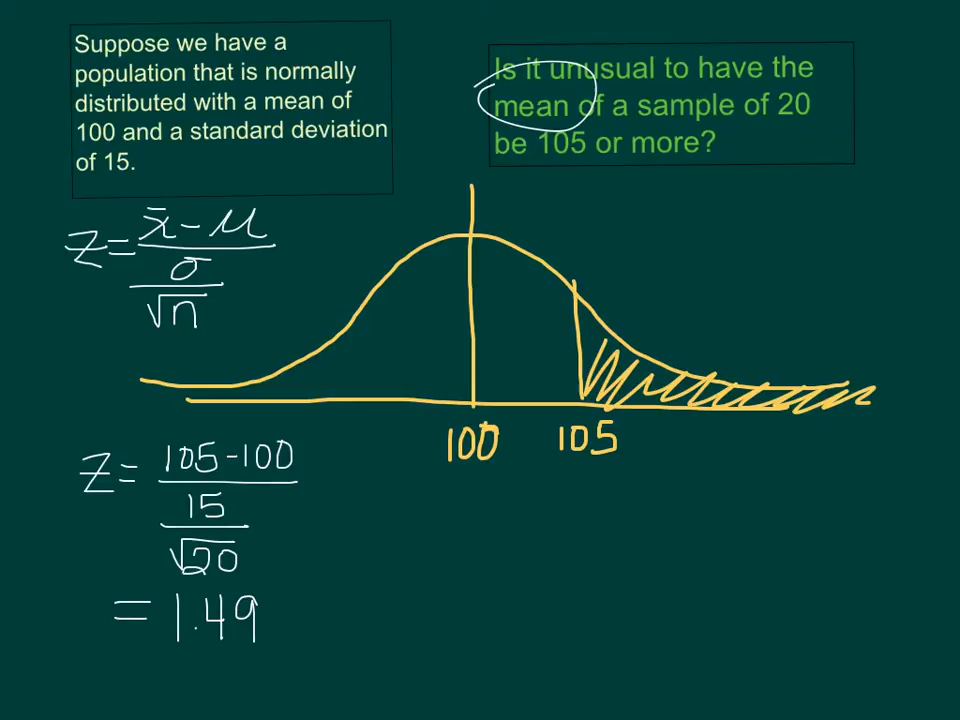 Suppose we have a
population that is normally
distributed with a mean of
100 and a standard deviation
of 15.
Is it unusual to have the
mean of a sample of 20
be 105 or more?
z = x̄ - μ
σ
√n
100 105
z = 105 - 100
15
√20
= 1.49